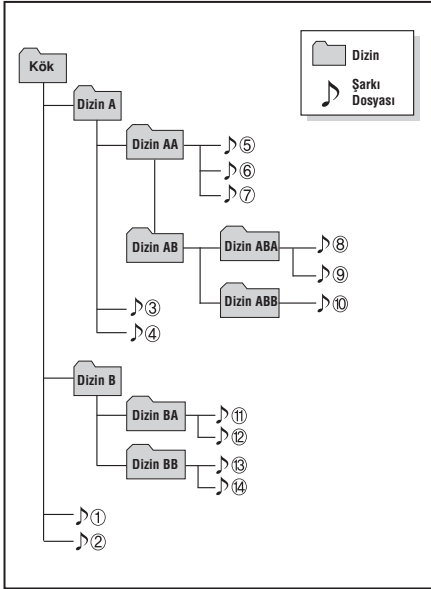 Dizin
Şarkı
Dosyası
Kök
Dizin A
Dizin AA
⑤
⑥
⑦
Dizin AB
Dizin ABA
⑧
⑨
Dizin ABB
⑩
③
④
Dizin B
Dizin BA
⑪
⑫
Dizin BB
⑬
⑭
①
②